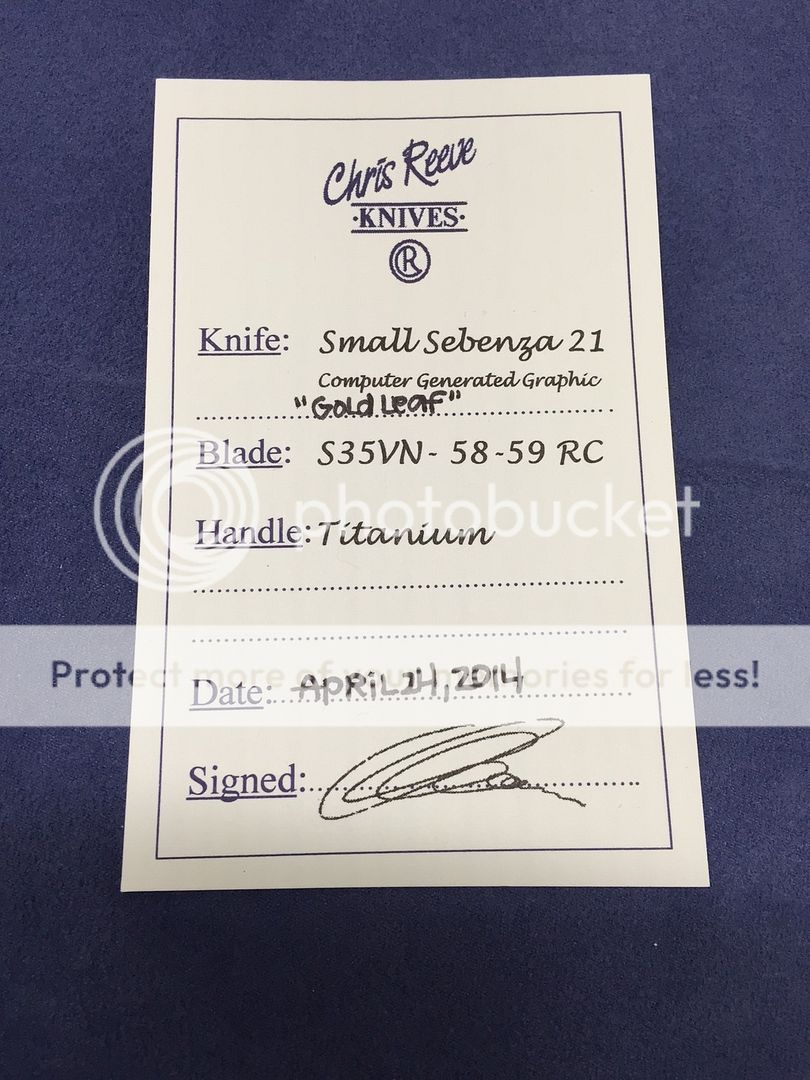 Chris Reeve
·KNIVES·
R
Knife: Small Sebenza 21
Computer Generated Graphic
"Gold Leaf"
Blade: S35VN- 58-59 RC
photobucket
Handle: Titanium
Protect more of your memories for less!
Date: APRIL 24, 2014
Signed: